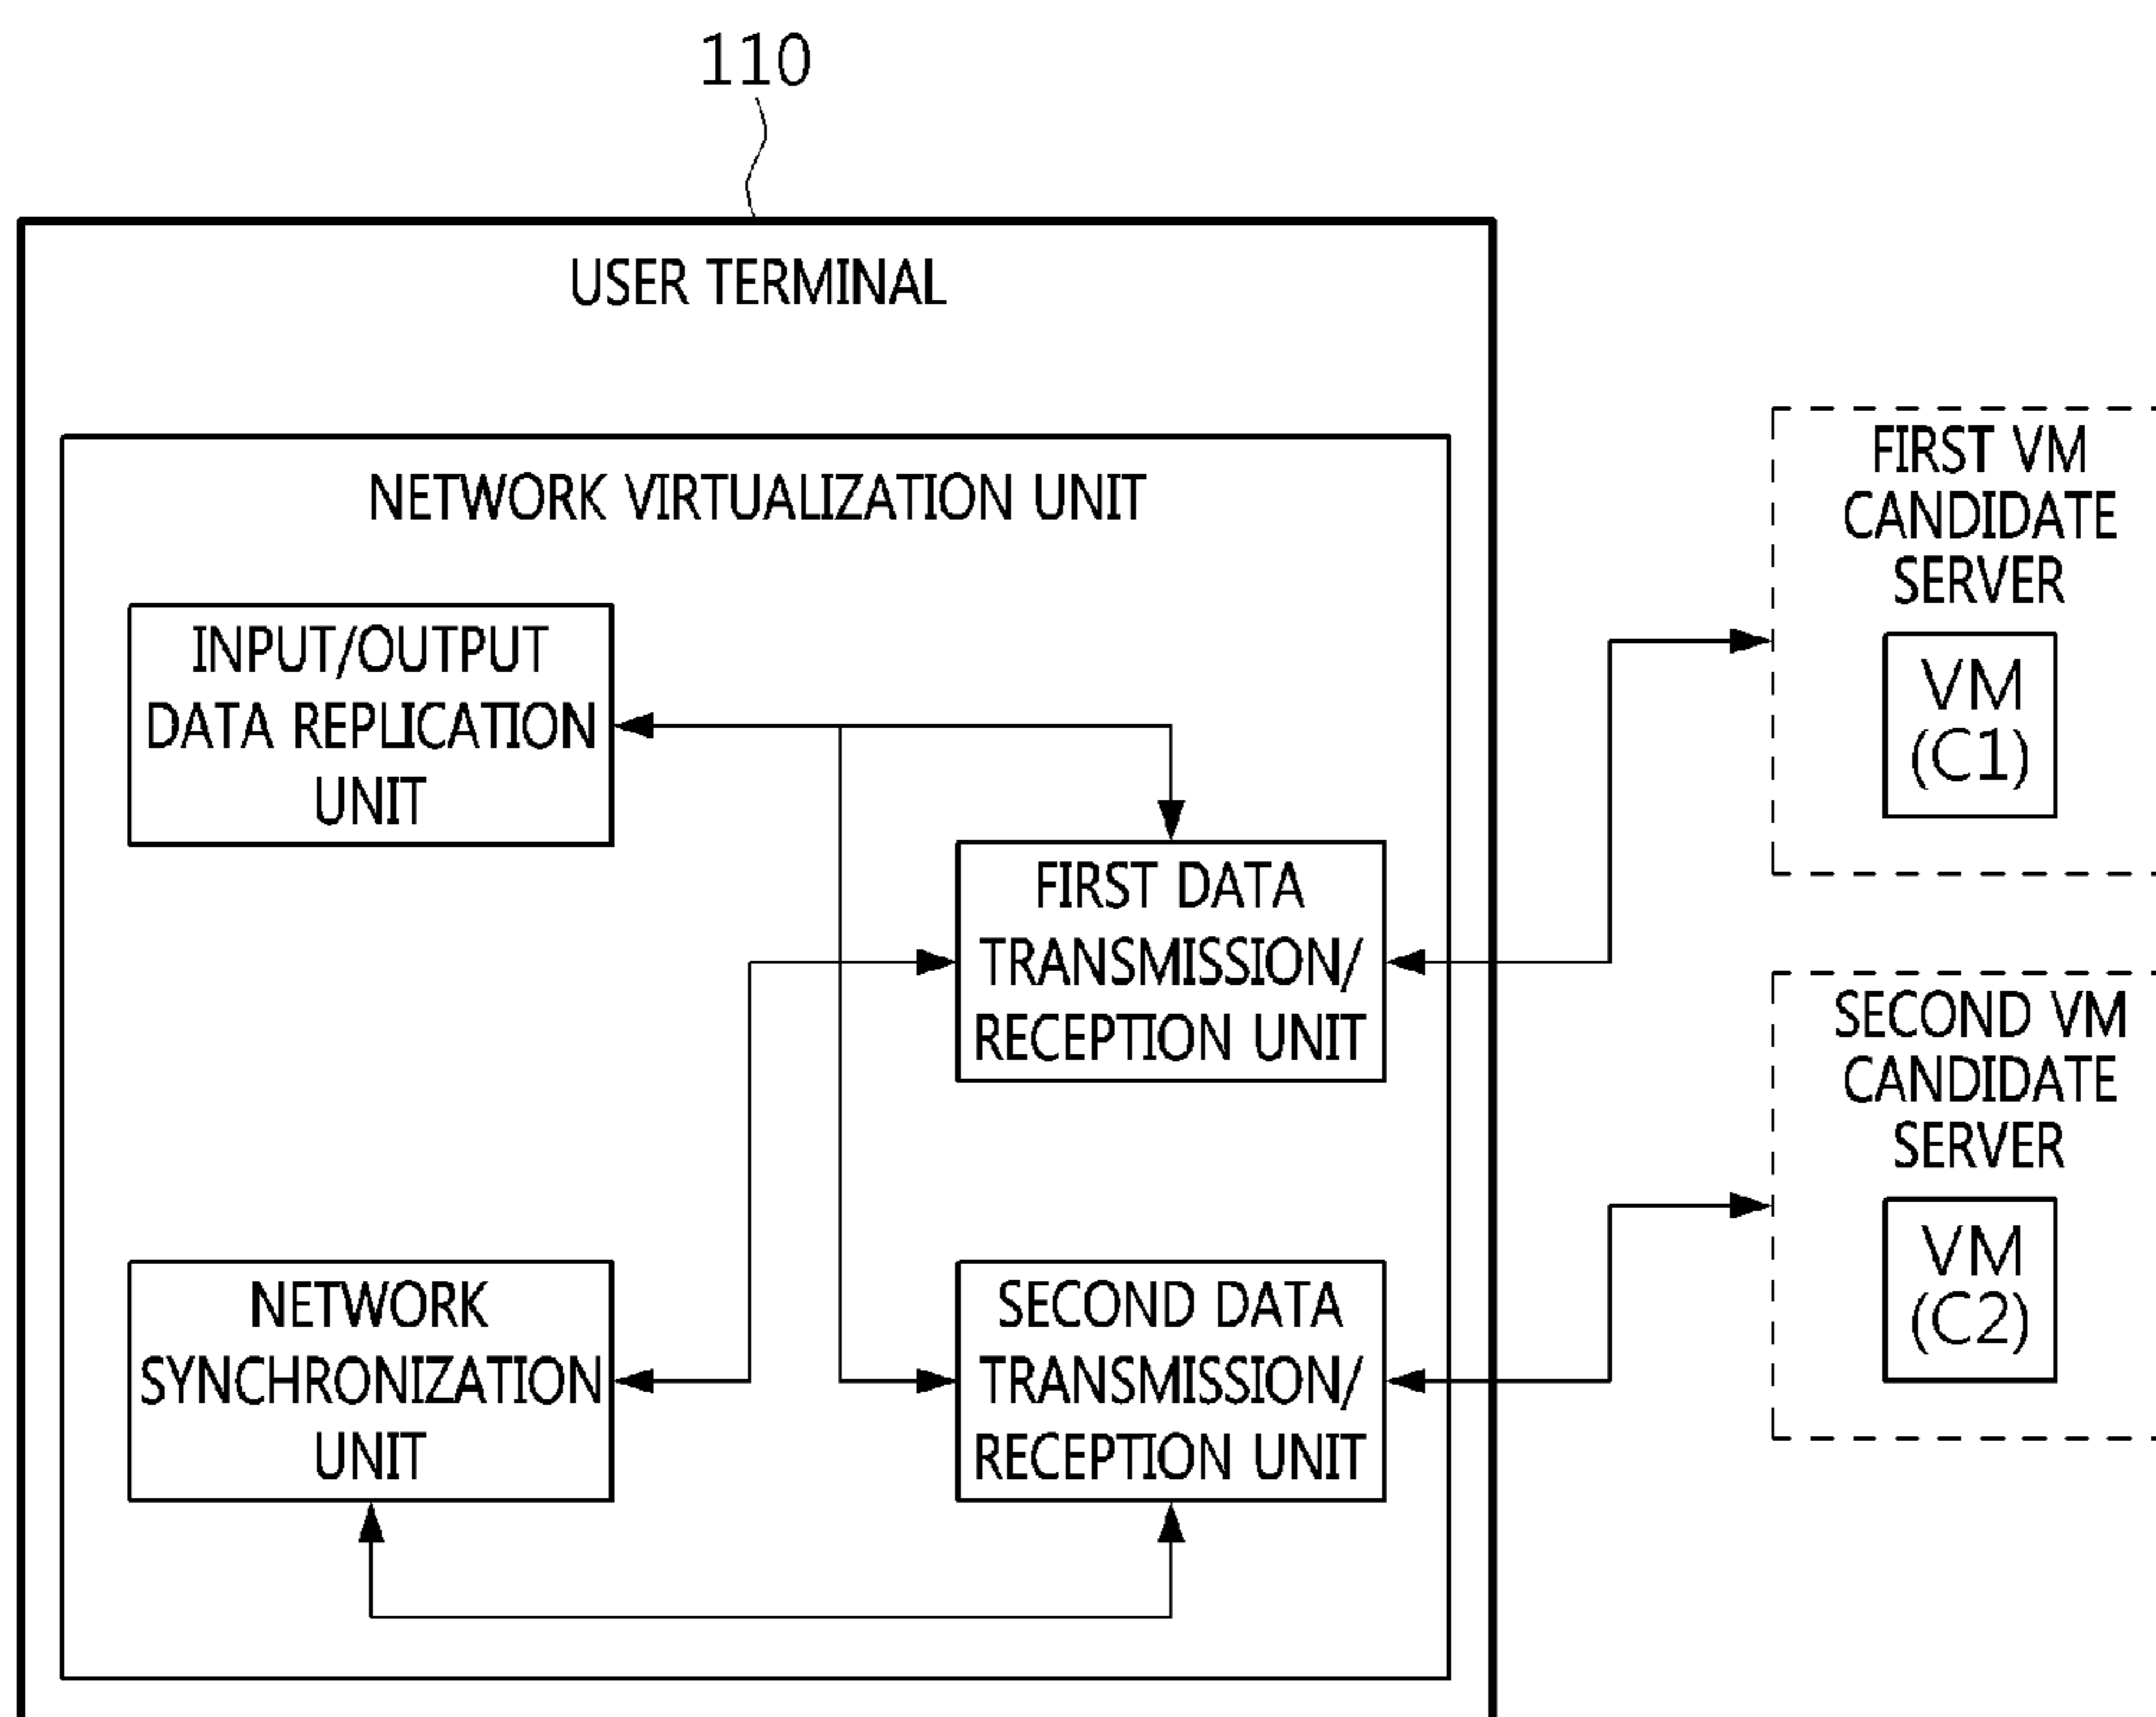 110
USER TERMINAL
NETWORK VIRTUALIZATION UNIT
INPUT/OUTPUT
DATA REPLICATION
UNIT
FIRST DATA
TRANSMISSION/
RECEPTION UNIT
NETWORK
SYNCHRONIZATION
UNIT
SECOND DATA
TRANSMISSION/
RECEPTION UNIT
FIRST VM
CANDIDATE
SERVER
VM
(C1)
SECOND VM
CANDIDATE
SERVER
VM
(C2)